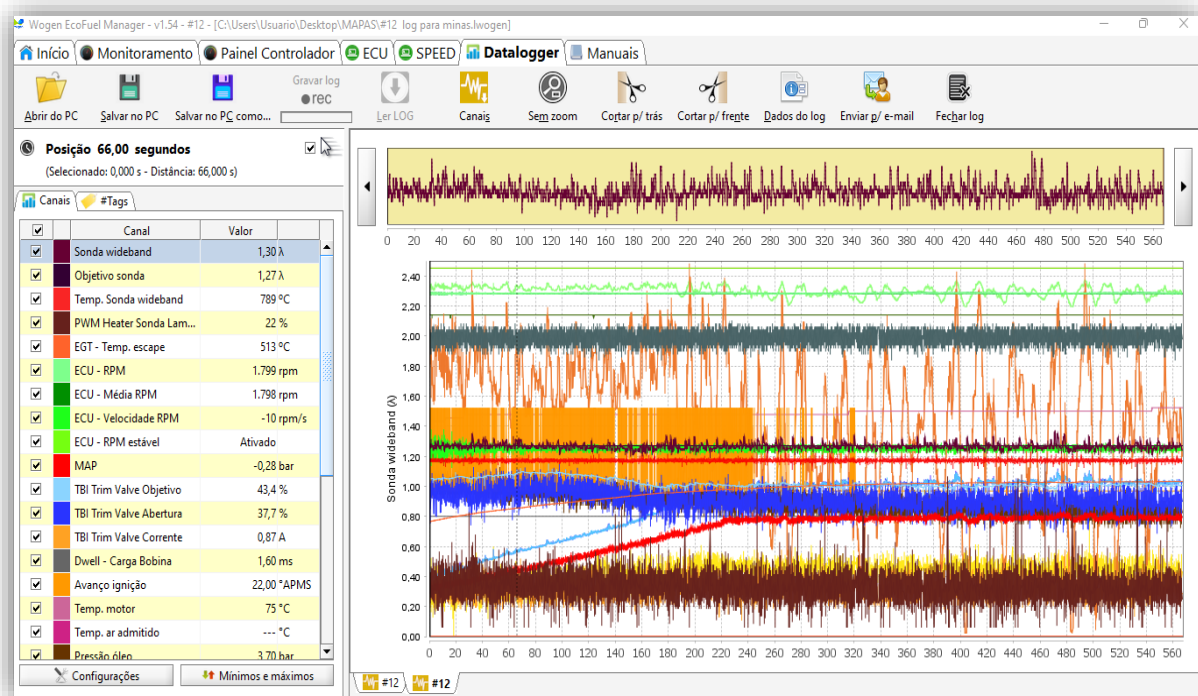 Wogen EcoFuel Manager - v1.54 - #12 - [C:\Users\Usuario\Desktop\MAPAS\#12 log para minas.lwogen]
Início Monitoramento Painel Controlador ECU SPEED Datalogger Manuais
Gravar log
rec
Abrir do PC Salvar no PC Salvar no PC como... Ler LOG Canais Sem zoom Cortar p/ trás Cortar p/ frente Dados do log Enviar p/ e-mail Fechar log
Posição 66,00 segundos
(Selecionado: 0,000 s - Distância: 66,000 s)
Canais #Tags
Canal Valor
Sonda wideband 1,30 λ
Objetivo sonda 1,27 λ
Temp. Sonda wideband 789 ºC
PWM Heater Sonda Lam... 22 %
EGT - Temp. escape 513 ºC
ECU - RPM 1.799 rpm
ECU - Média RPM 1.798 rpm
ECU - Velocidade RPM -10 rpm/s
ECU - RPM estável Ativado
MAP -0,28 bar
TBI Trim Valve Objetivo 43,4 %
TBI Trim Valve Abertura 37,7 %
TBI Trim Valve Corrente 0,87 A
Dwell - Carga Bobina 1,60 ms
Avanço ignição 22,00 °APMS
Temp. motor 75 °C
Temp. ar admitido --- °C
Pressão óleo 3,70 bar
Configurações Mínimos e máximos
0 20 40 60 80 100 120 140 160 180 200 220 240 260 280 300 320 340 360 380 400 420 440 460 480 500 520 540 560
Sonda wideband (λ)
2,40
2,20
2,00
1,80
1,60
1,40
1,20
1,00
0,80
0,60
0,40
0,20
0,00
0 20 40 60 80 100 120 140 160 180 200 220 240 260 280 300 320 340 360 380 400 420 440 460 480 500 520 540 560
#12 #12